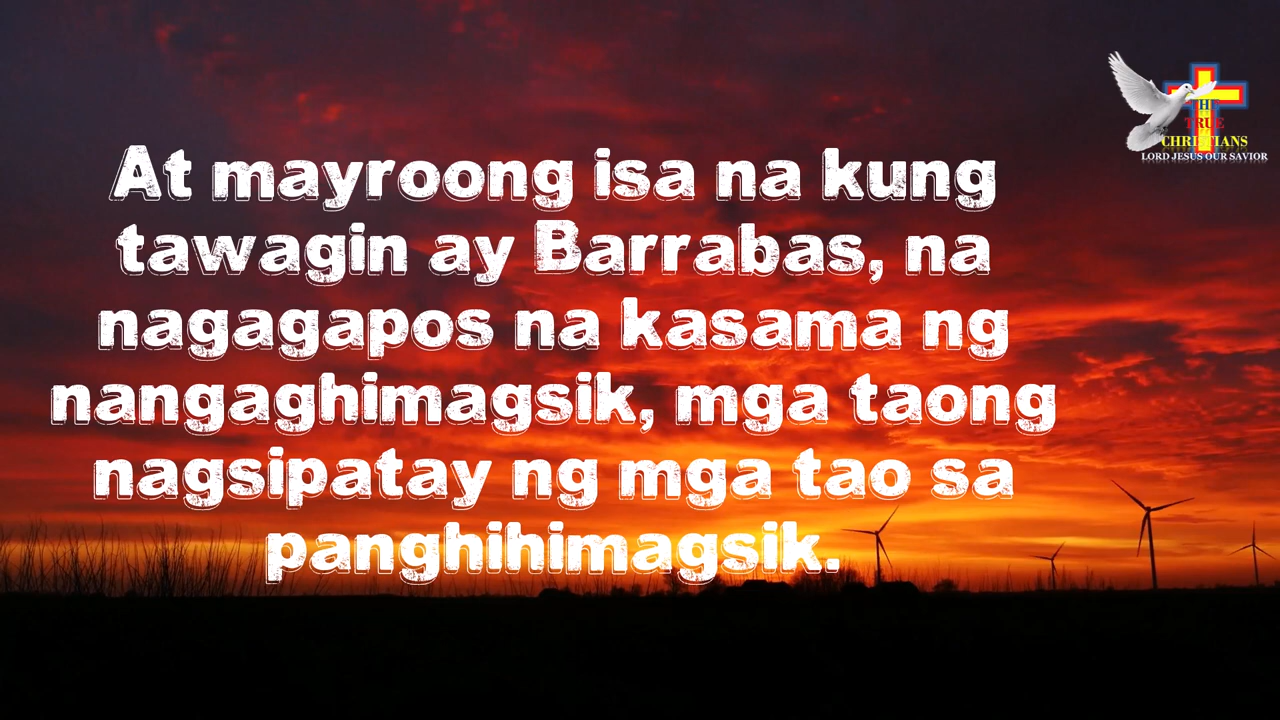 At mayroong isa na kung
tawagin ay Barrabas, na
nagagapos na kasama ng
nangaghimagsik, mga taong
nagsipatay ng mga tao sa
panghihimagsik.
THE
TRUE
CHRISTIANS
LORD JESUS OUR SAVIOR